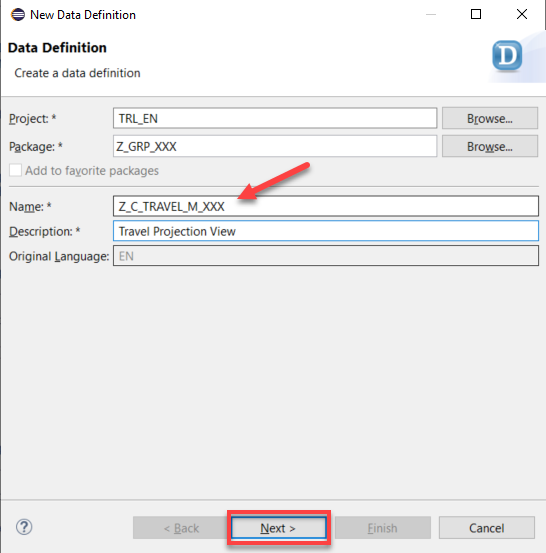 New Data Definition
Data Definition
Create a data definition
D
Project: * TRL_EN Browse...
Package: * Z_GRP_XXX Browse...
Add to favorite packages
Name: * Z_C_TRAVEL_M_XXX
Description: * Travel Projection View
Original Language: EN
? < Back Next > Finish Cancel